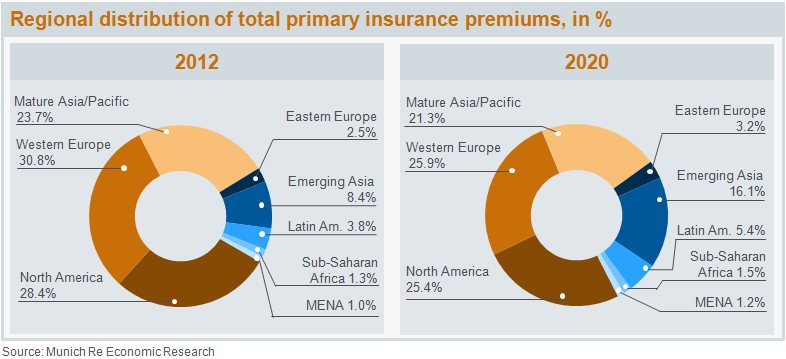 Regional distribution of total primary insurance premiums, in %
2012
Mature Asia/Pacific
23.7%
Eastern Europe
2.5%
Western Europe
30.8%
Emerging Asia
8.4%
Latin Am. 3.8%
Sub-Saharan
Africa 1.3%
North America
28.4%
MENA 1.0%
2020
Mature Asia/Pacific
21.3%
Eastern Europe
3.2%
Western Europe
25.9%
Emerging Asia
16.1%
Latin Am. 5.4%
Sub-Saharan
Africa 1.5%
North America
25.4%
MENA 1.2%
Source: Munich Re Economic Research